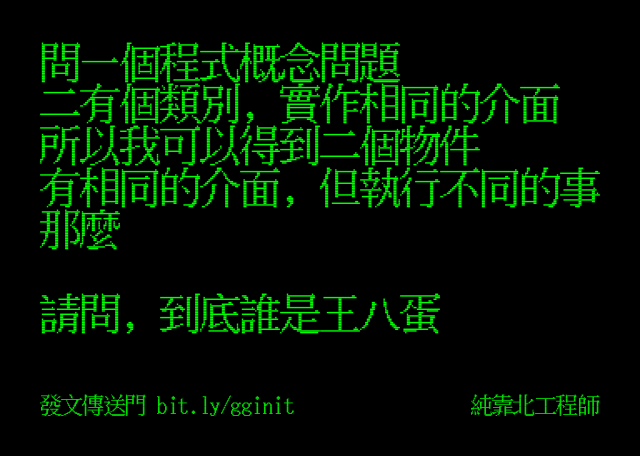 問一個程式概念問題
二有個類別，實作相同的介面
所以我可以得到二個物件
有相同的介面，但執行不同的事
那麼
請問，到底誰是王八蛋
發文傳送門 bit.ly/gginit
純靠北工程師